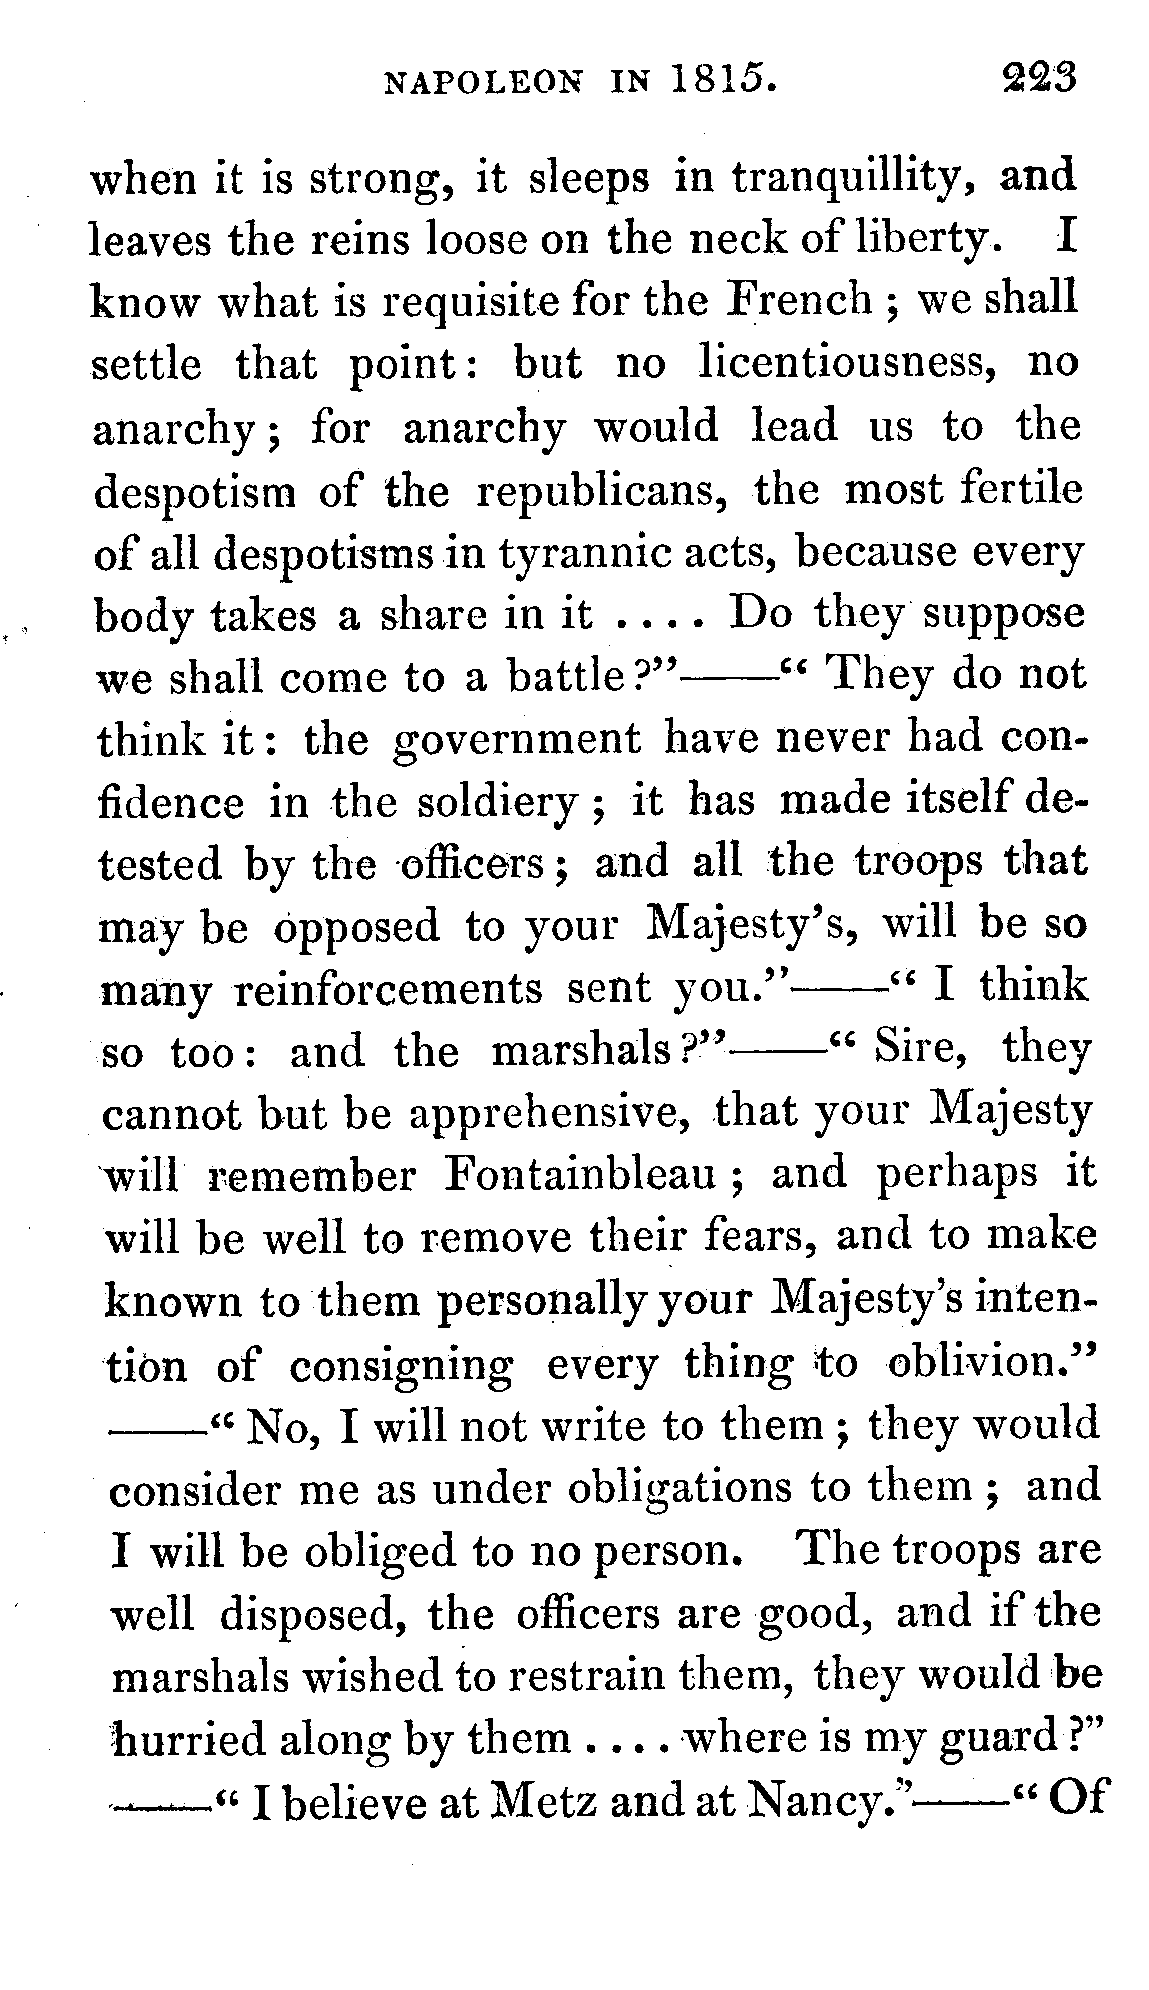 NAPOLEON IN 1815. 223
when it is strong, it sleeps in tranquillity, and
leaves the reins loose on the neck of liberty. I
know what is requisite for the French ; we shall
settle that point : but no licentiousness, no
anarchy ; for anarchy would lead us to the
despotism of the republicans, the most fertile
of all despotisms in tyrannic acts, because every
body takes a share in it .... Do they suppose
we shall come to a battle ?"——" They do not
think it : the government have never had con-
fidence in the soldiery ; it has made itself de-
tested by the officers ; and all the troops that
may be opposed to your Majesty's, will be so
many reinforcements sent you."——" I think
so too : and the marshals ?"——" Sire, they
cannot but be apprehensive, that your Majesty
will remember Fontainbleau ; and perhaps it
will be well to remove their fears, and to make
known to them personally your Majesty's inten-
tion of consigning every thing to oblivion."
——" No, I will not write to them ; they would
consider me as under obligations to them ; and
I will be obliged to no person. The troops are
well disposed, the officers are good, and if the
marshals wished to restrain them, they would be
hurried along by them .... where is my guard ?"
——" I believe at Metz and at Nancy."——" Of